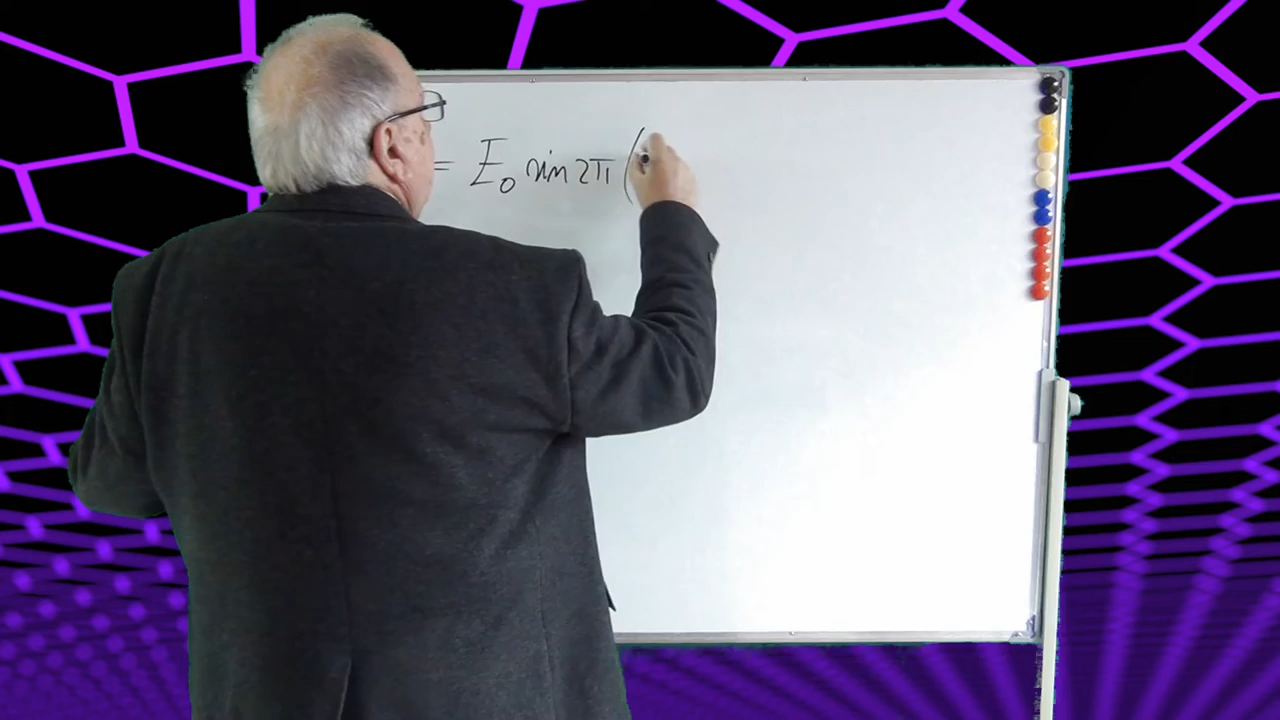 = E₀ sin 2π (